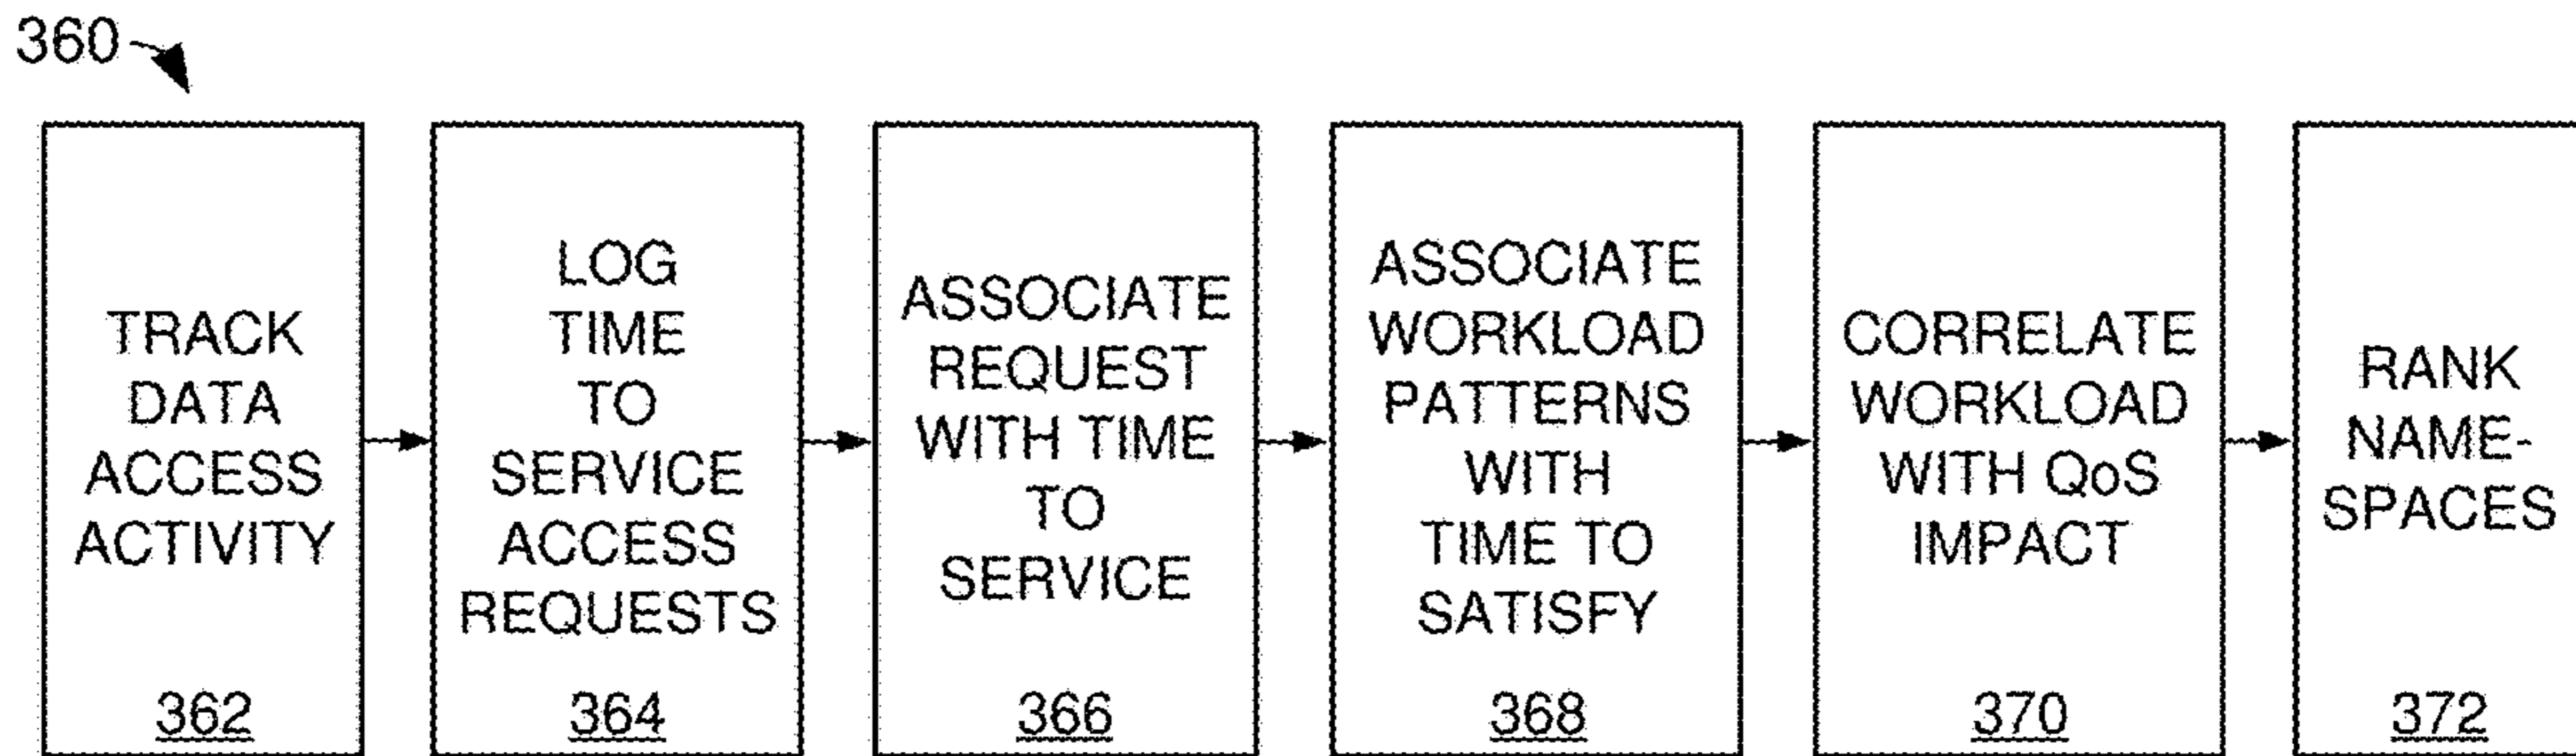 360
TRACK
DATA
ACCESS
ACTIVITY
362
LOG
TIME
TO
SERVICE
ACCESS
REQUESTS
364
ASSOCIATE
REQUEST
WITH TIME
TO
SERVICE
366
ASSOCIATE
WORKLOAD
PATTERNS
WITH
TIME TO
SATISFY
368
CORRELATE
WORKLOAD
WITH QoS
IMPACT
370
RANK
NAME-
SPACES
372